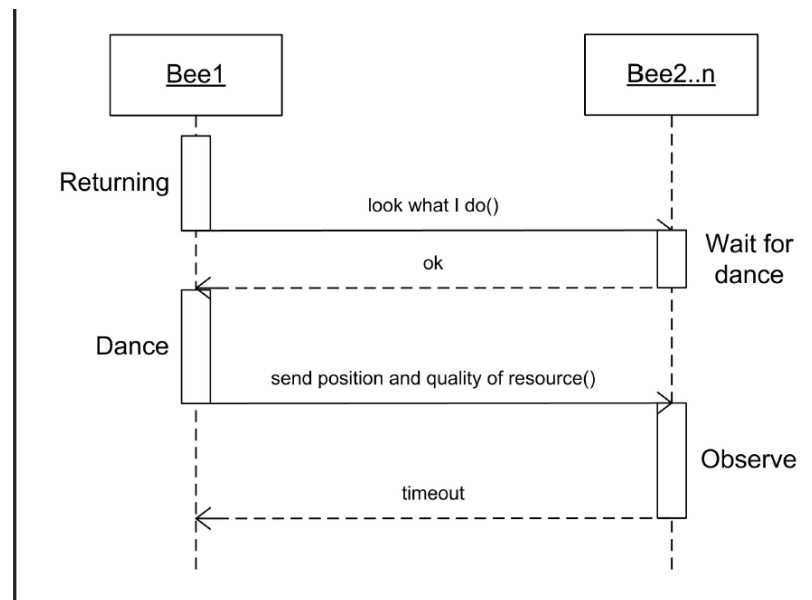 Bee1
Bee2..n
Returning
look what I do()
Wait for
dance
ok
Dance
send position and quality of resource()
Observe
timeout